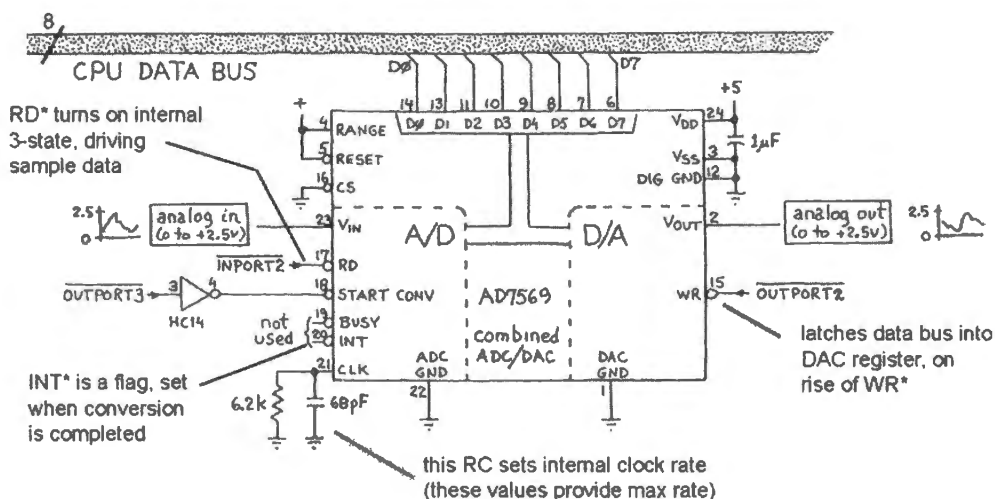 8
CPU DATA BUS
DØ
D7
14 13 11 10 9 8 7 6
DØ D1 D2 D3 D4 D5 D6 D7
RD* turns on internal
3-state, driving
sample data
+
4 RANGE
5 RESET
16 CS
+5
VDD 24
1µF
VSS 3
DIG GND 12
2.5
0
analog in
(0 to +2.5v)
23 VIN
A/D
D/A
VOUT 2
analog out
(0 to +2.5v)
2.5
0
INPORT2 17 RD
OUTPORT3 3 4 18 START CONV
HC14
AD7569
combined
ADC/DAC
WR 15 OUTPORT2
not
used
19 BUSY
20 INT
21 CLK
latches data bus into
DAC register, on
rise of WR*
INT* is a flag, set
when conversion
is completed
6.2k
68pF
ADC
GND
22
DAC
GND
1
this RC sets internal clock rate
(these values provide max rate)